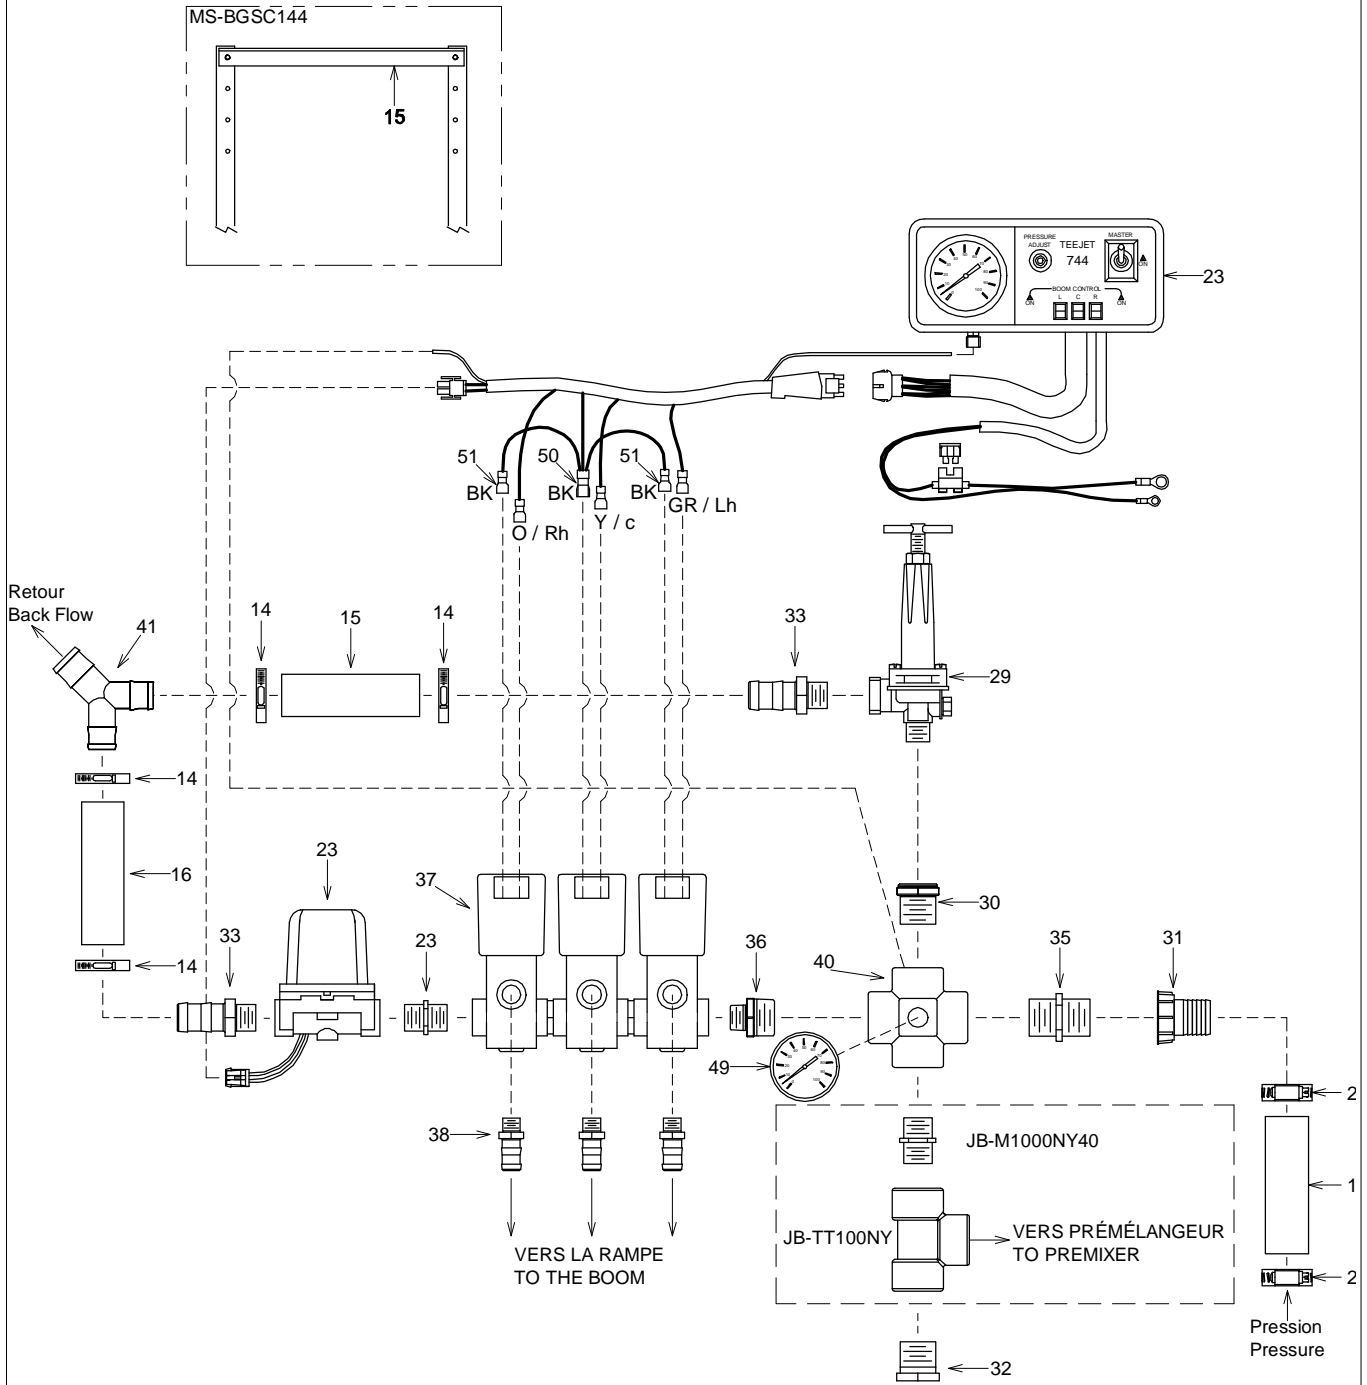 MS-BGSC144
15
PRESSURE
ADJUST
TEEJET
744
MASTER
ON
BOOM CONTROL
L C R
ON
ON
23
51
BK
50
BK
51
BK
GR / Lh
O / Rh
Y / c
Retour
Back Flow
41
14
15
14
33
29
14
16
14
23
37
33
23
36
40
30
35
31
49
38
2
JB-M1000NY40
1
JB-TT100NY
VERS PRÉMÉLANGEUR
TO PREMIXER
VERS LA RAMPE
TO THE BOOM
2
Pression
Pressure
32